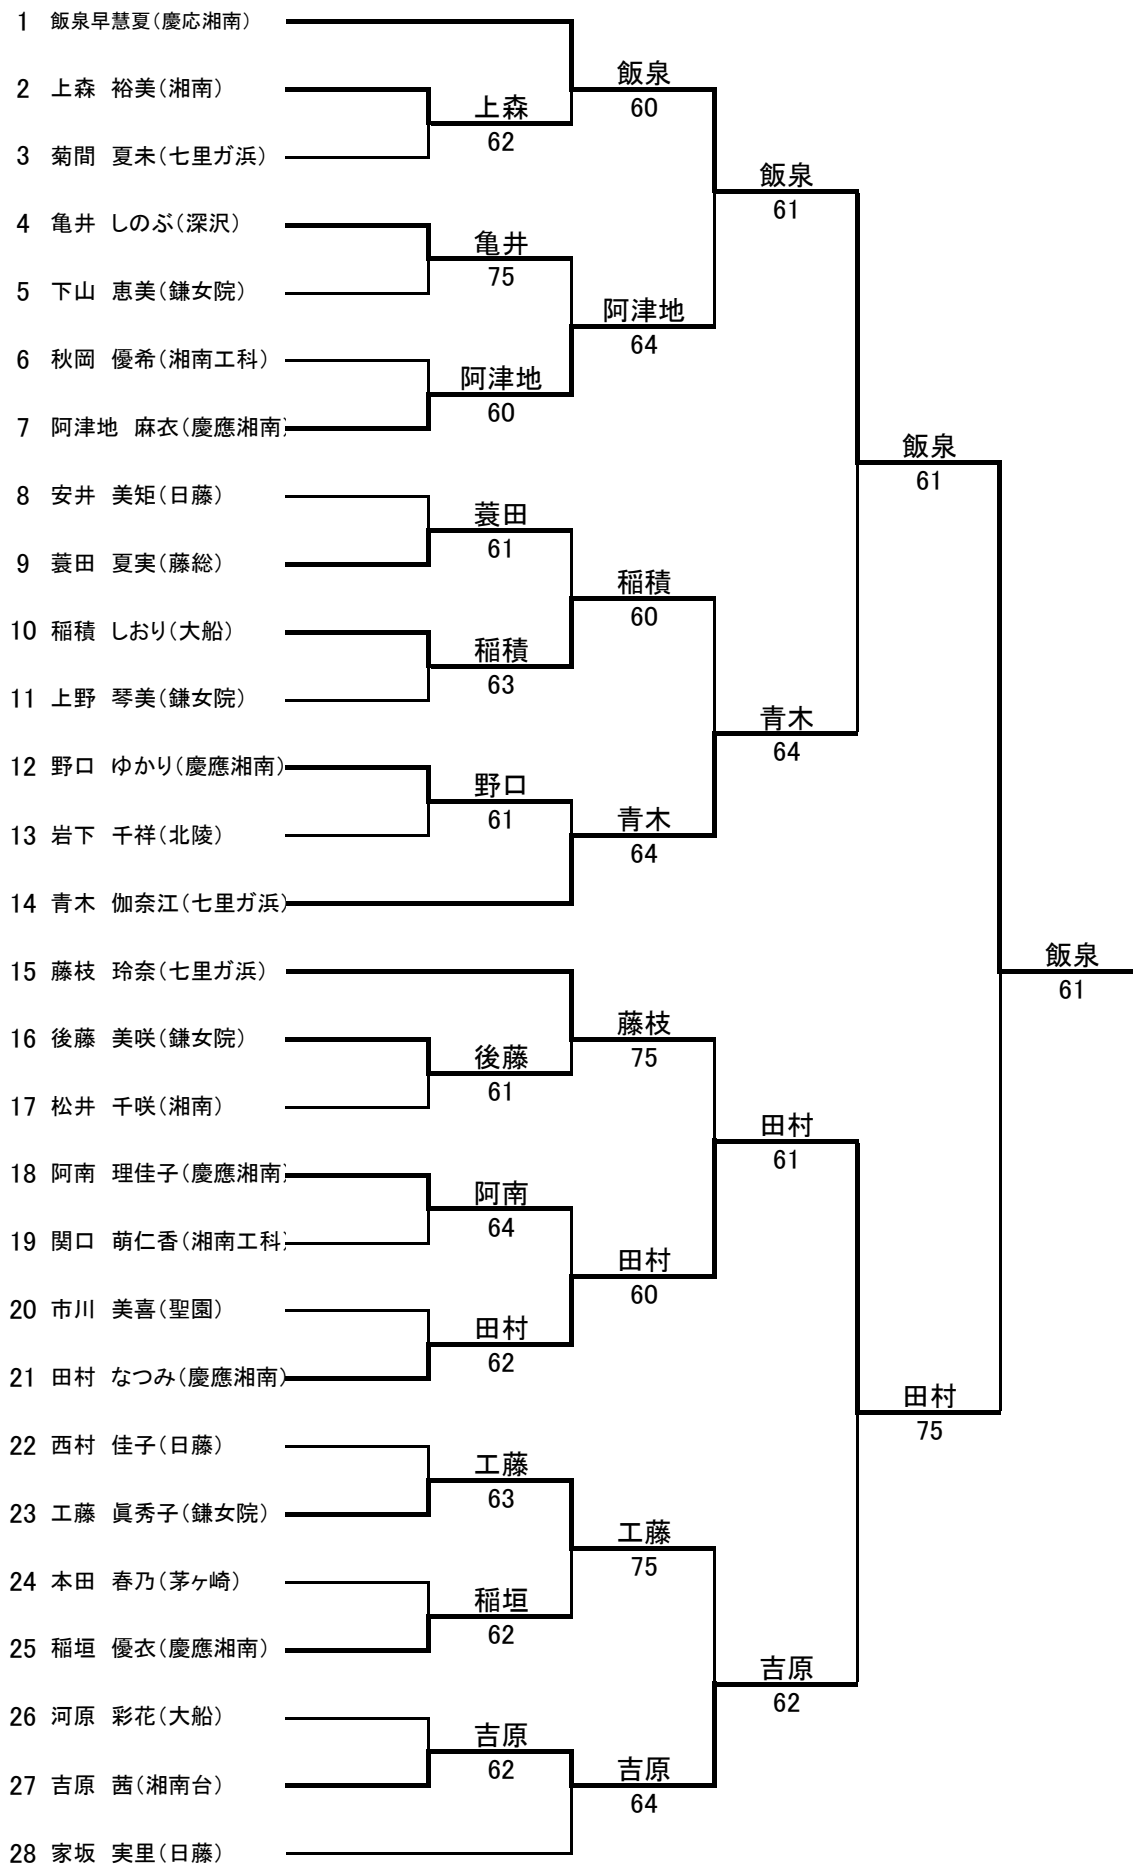 1 飯泉早慧夏(慶応湘南)
飯泉
2 上森 裕美(湘南)
上森
60
62
3 菊間 夏未(七里ガ浜)
飯泉
61
4 亀井 しのぶ(深沢)
亀井
75
5 下山 恵美(鎌女院)
阿津地
64
6 秋岡 優希(湘南工科)
阿津地
60
7 阿津地 麻衣(慶應湘南)
飯泉
61
8 安井 美矩(日藤)
蓑田
61
9 蓑田 夏実(藤総)
稲積
60
10 稲積 しおり(大船)
稲積
63
11 上野 琴美(鎌女院)
青木
64
12 野口 ゆかり(慶應湘南)
野口
61
青木
13 岩下 千祥(北陵)
64
14 青木 伽奈江(七里ガ浜)
飯泉
61
15 藤枝 玲奈(七里ガ浜)
藤枝
16 後藤 美咲(鎌女院)
後藤
75
61
17 松井 千咲(湘南)
田村
61
18 阿南 理佳子(慶應湘南)
阿南
64
19 関口 萌仁香(湘南工科)
田村
60
20 市川 美喜(聖園)
田村
62
21 田村 なつみ(慶應湘南)
田村
75
22 西村 佳子(日藤)
工藤
63
23 工藤 眞秀子(鎌女院)
工藤
75
24 本田 春乃(茅ヶ崎)
稲垣
62
25 稲垣 優衣(慶應湘南)
吉原
62
26 河原 彩花(大船)
吉原
62
吉原
27 吉原 茜(湘南台)
64
28 家坂 実里(日藤)